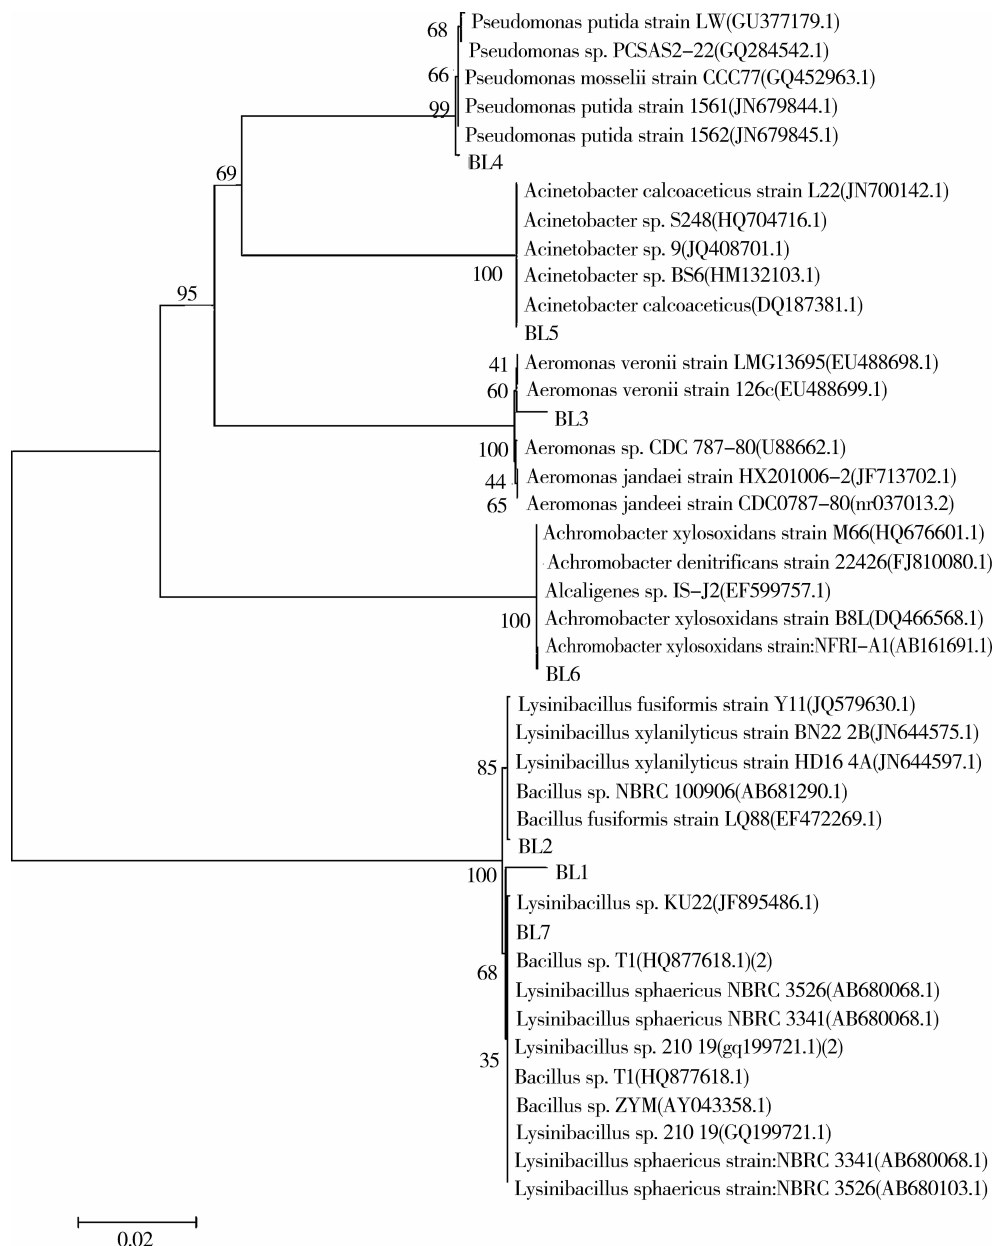 Pseudomonas putida strain LW(GU377179.1)
68
Pseudomonas sp. PCSAS2-22(GQ284542.1)
66
Pseudomonas mosselii strain CCC77(GQ452963.1)
99
Pseudomonas putida strain 1561(JN679844.1)
Pseudomonas putida strain 1562(JN679845.1)
BL4
69
Acinetobacter calcoaceticus strain L22(JN700142.1)
Acinetobacter sp. S248(HQ704716.1)
Acinetobacter sp. 9(JQ408701.1)
100
Acinetobacter sp. BS6(HM132103.1)
95
Acinetobacter calcoaceticus(DQ187381.1)
BL5
41
Aeromonas veronii strain LMG13695(EU488698.1)
60
Aeromonas veronii strain 126c(EU488699.1)
BL3
100
Aeromonas sp. CDC 787-80(U88662.1)
44
Aeromonas jandaei strain HX201006-2(JF713702.1)
65
Aeromonas jandeei strain CDC0787-80(nr037013.2)
Achromobacter xylosoxidans strain M66(HQ676601.1)
Achromobacter denitrificans strain 22426(FJ810080.1)
Alcaligenes sp. IS-J2(EF599757.1)
100
Achromobacter xylosoxidans strain B8L(DQ466568.1)
Achromobacter xylosoxidans strain:NFRI-A1(AB161691.1)
BL6
Lysinibacillus fusiformis strain Y11(JQ579630.1)
Lysinibacillus xylanilyticus strain BN22 2B(JN644575.1)
85
Lysinibacillus xylanilyticus strain HD16 4A(JN644597.1)
Bacillus sp. NBRC 100906(AB681290.1)
Bacillus fusiformis strain LQ88(EF472269.1)
BL2
100
BL1
Lysinibacillus sp. KU22(JF895486.1)
BL7
68
Bacillus sp. T1(HQ877618.1)(2)
Lysinibacillus sphaericus NBRC 3526(AB680068.1)
Lysinibacillus sphaericus NBRC 3341(AB680068.1)
35
Lysinibacillus sp. 210 19(gq199721.1)(2)
Bacillus sp. T1(HQ877618.1)
Bacillus sp. ZYM(AY043358.1)
Lysinibacillus sp. 210 19(GQ199721.1)
Lysinibacillus sphaericus strain:NBRC 3341(AB680068.1)
Lysinibacillus sphaericus strain:NBRC 3526(AB680103.1)
0.02